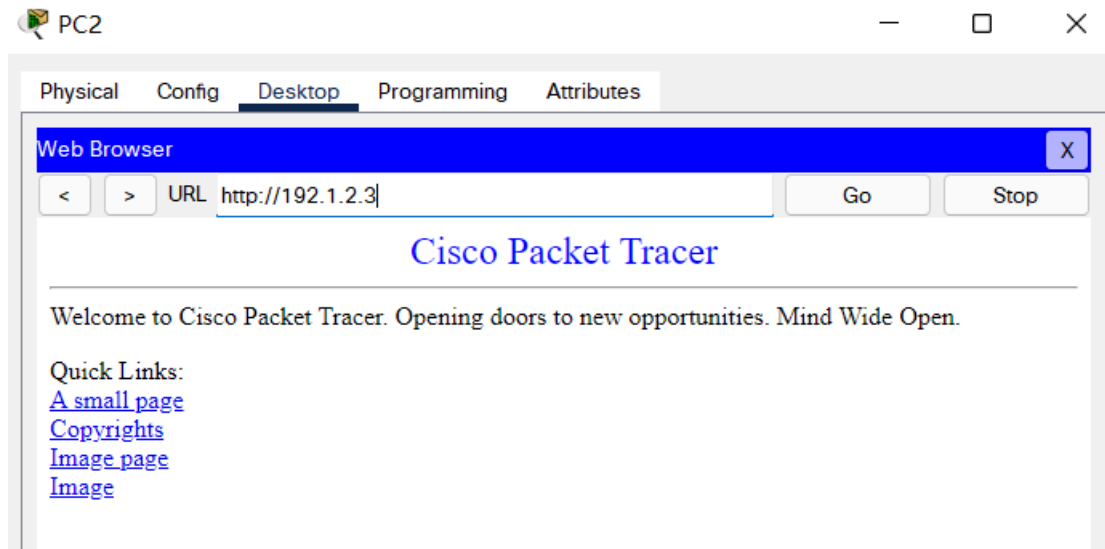 PC2
Physical Config Desktop Programming Attributes
Web Browser X
< > URL http://192.1.2.3 Go Stop
Cisco Packet Tracer
Welcome to Cisco Packet Tracer. Opening doors to new opportunities. Mind Wide Open.
Quick Links:
A small page
Copyrights
Image page
Image